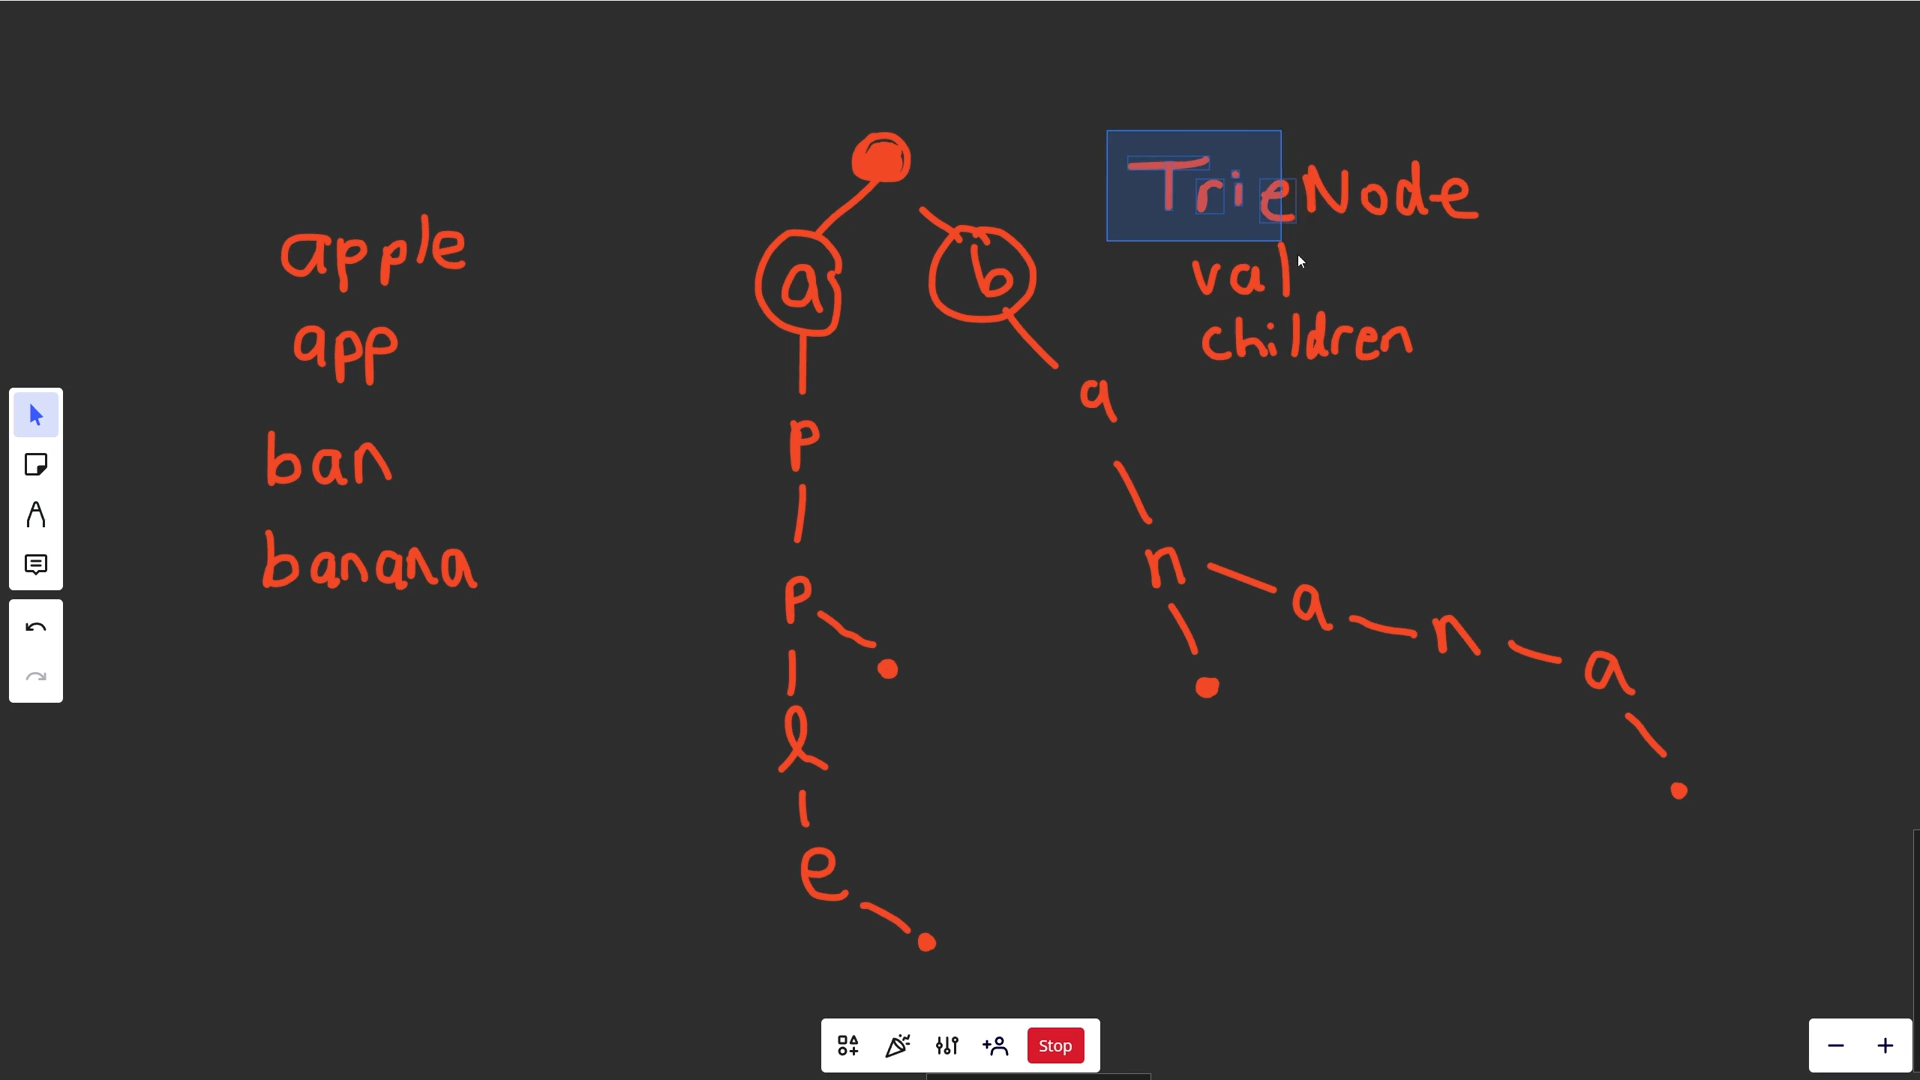 apple
app
ban
banana
a
p
p
l
e
b
a
n
a
n
a
TrieNode
val
children
Stop